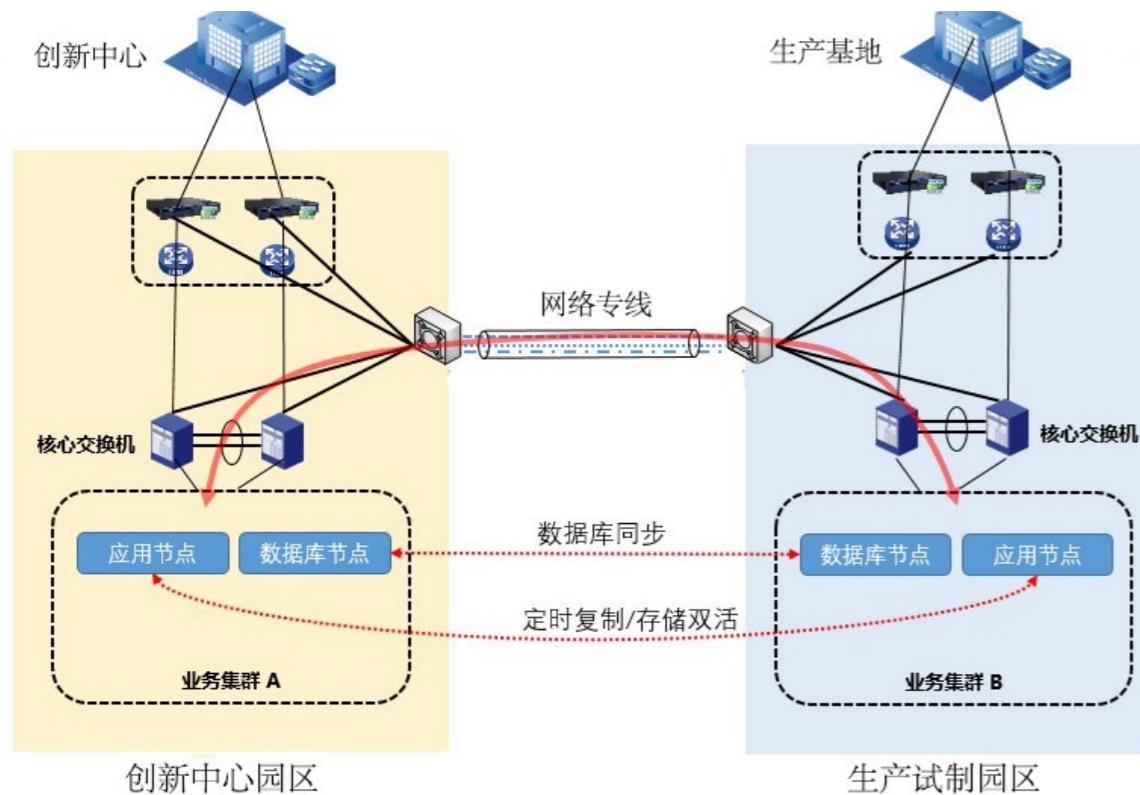 创新中心
生产基地
网络专线
核心交换机
核心交换机
应用节点
数据库节点
数据库同步
数据库节点
应用节点
定时复制/存储双活
业务集群 A
业务集群 B
创新中心园区
生产试制园区